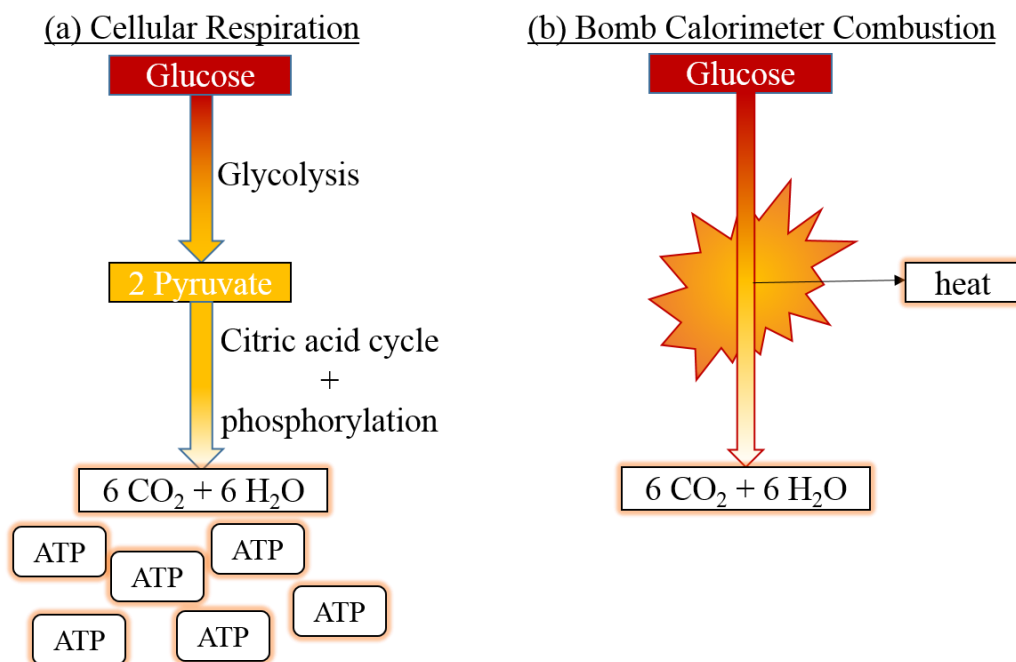 (a) Cellular Respiration
Glucose
Glycolysis
2 Pyruvate
Citric acid cycle
+
phosphorylation
6 CO₂ + 6 H₂O
ATP
ATP
ATP
ATP
ATP
ATP
(b) Bomb Calorimeter Combustion
Glucose
heat
6 CO₂ + 6 H₂O